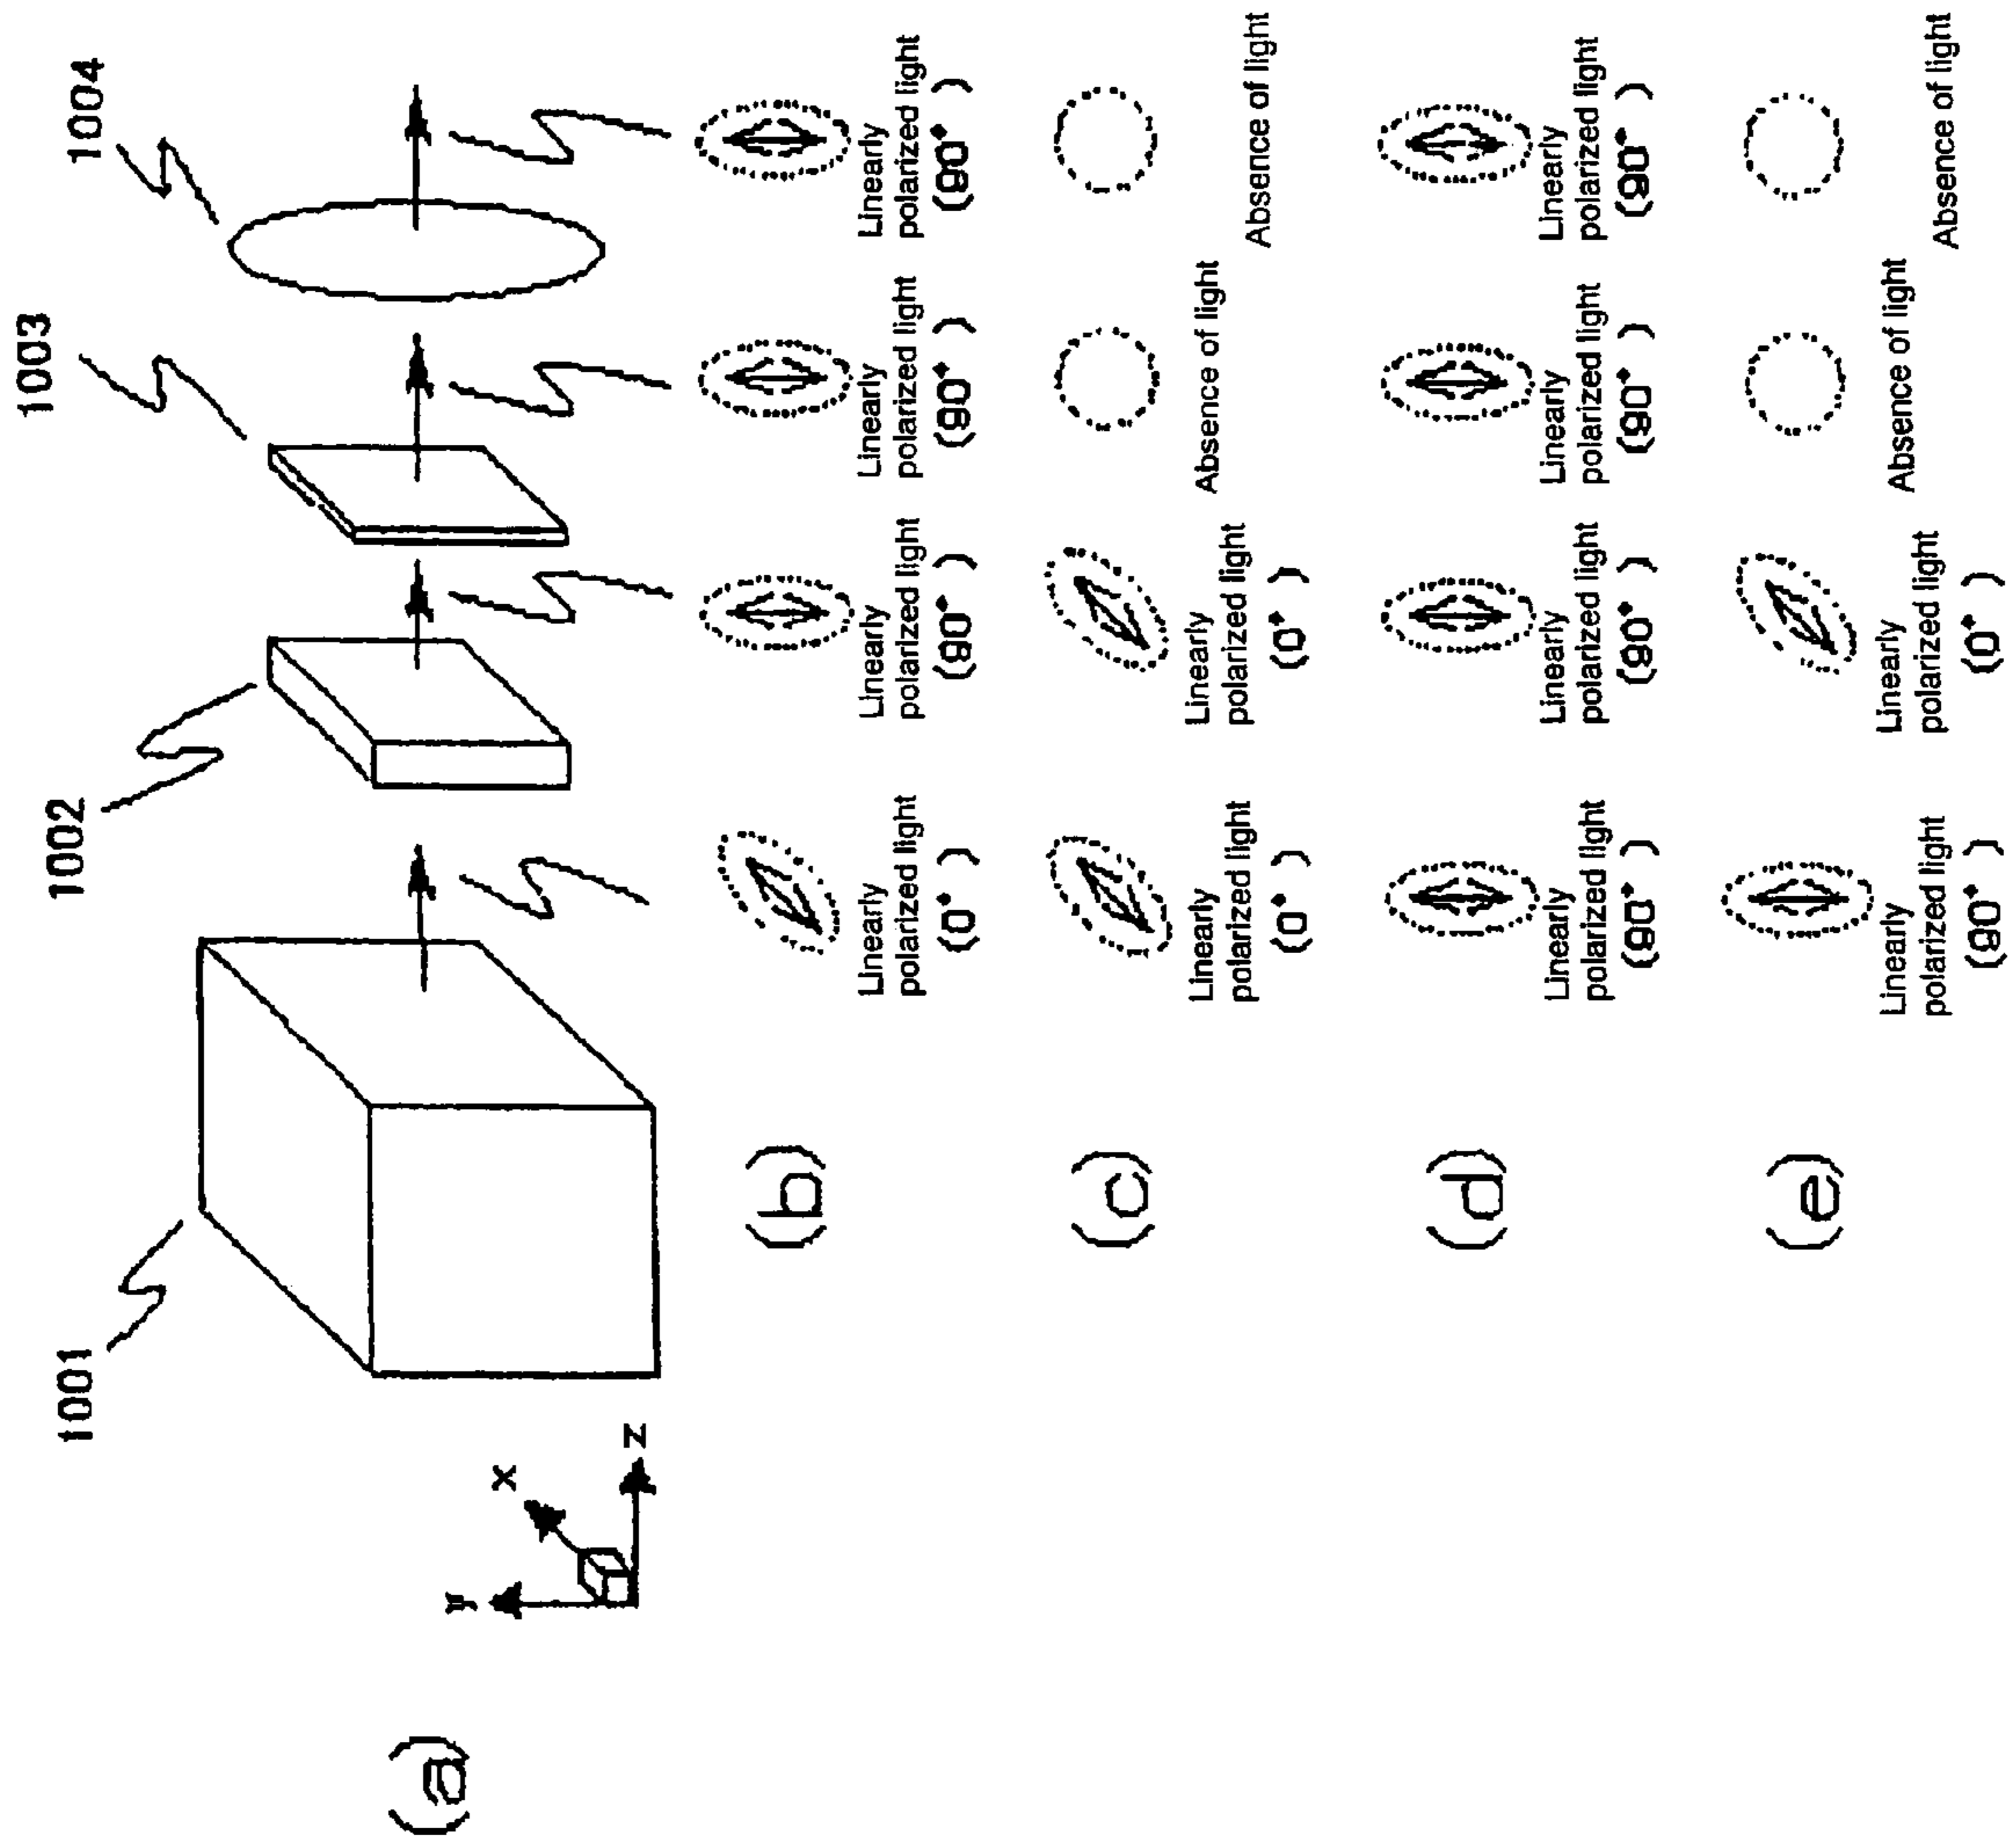 1001
1002
1003
1004
(a)
y
x
z
(b)
Linearly
polarized light
(0°)
Linearly
polarized light
(90°)
Linearly
polarized light
(90°)
Linearly
polarized light
(90°)
(c)
Linearly
polarized light
(0°)
Linearly
polarized light
(0°)
Absence of light
Absence of light
(d)
Linearly
polarized light
(90°)
Linearly
polarized light
(90°)
Linearly
polarized light
(90°)
Linearly
polarized light
(90°)
(e)
Linearly
polarized light
(90°)
Linearly
polarized light
(0°)
Absence of light
Absence of light